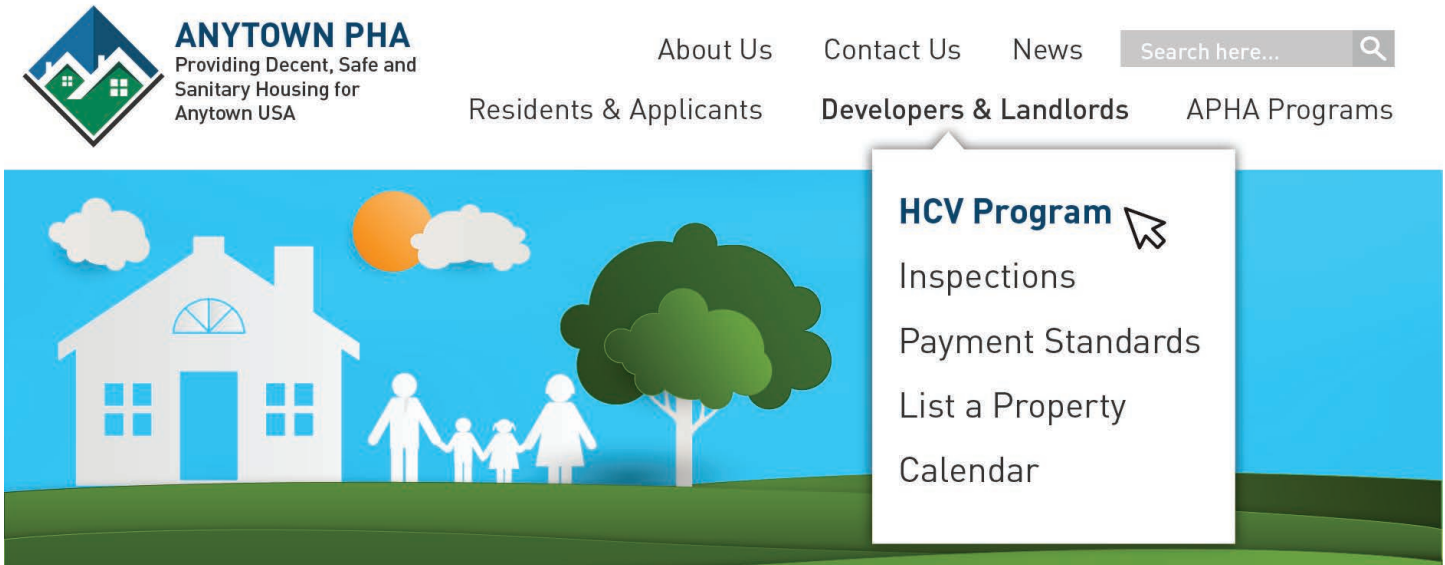 ANYTOWN PHA
Providing Decent, Safe and
Sanitary Housing for
Anytown USA
About Us
Contact Us
News
Search here...
Residents & Applicants
Developers & Landlords
APHA Programs
HCV Program
Inspections
Payment Standards
List a Property
Calendar